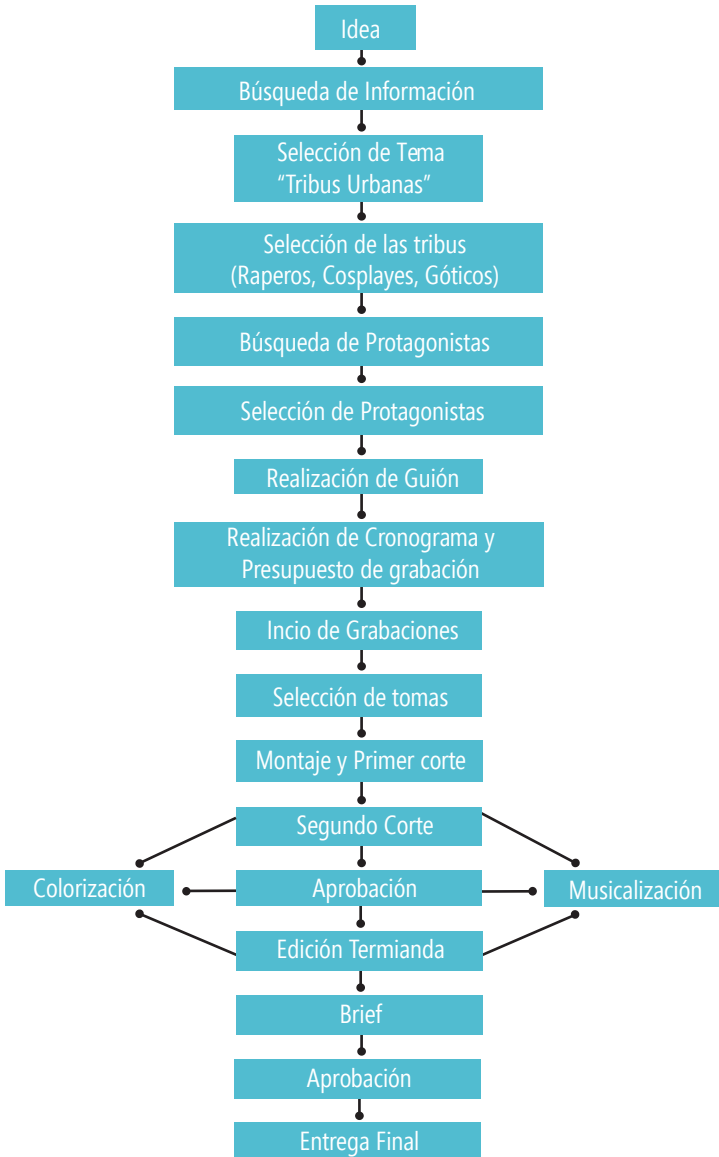 Idea
Búsqueda de Información
Selección de Tema
“Tribus Urbanas”
Selección de las tribus
(Raperos, Cosplayes, Góticos)
Búsqueda de Protagonistas
Selección de Protagonistas
Realización de Guión
Realización de Cronograma y
Presupuesto de grabación
Incio de Grabaciones
Selección de tomas
Montaje y Primer corte
Segundo Corte
Colorización
Aprobación
Musicalización
Edición Termianda
Brief
Aprobación
Entrega Final